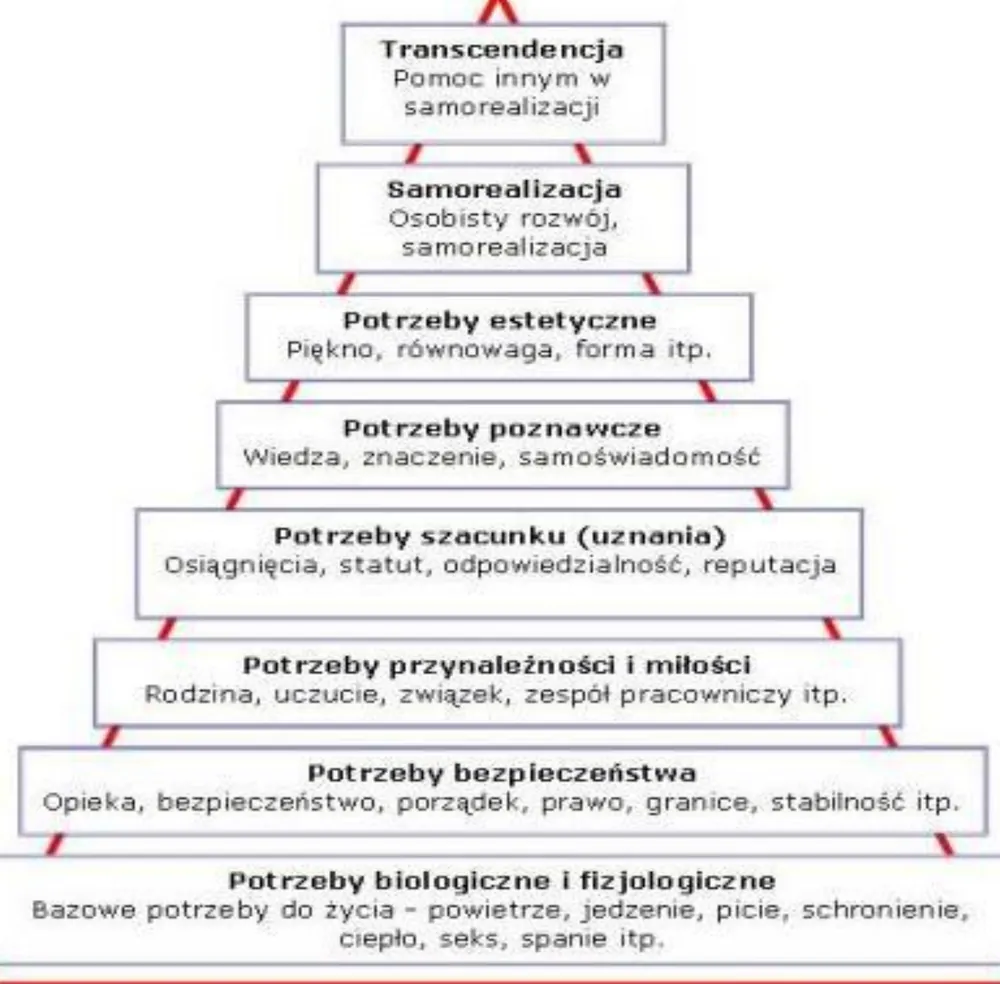 Transcendencja
Pomoc innym w
samorealizacji
Samorealizacja
Osobisty rozwój,
samorealizacja
Potrzeby estetyczne
Piękno, równowaga, forma itp.
Potrzeby poznawcze
Wiedza, znaczenie, samoświadomość
Potrzeby szacunku (uznania)
Osiągnięcia, statut, odpowiedzialność, reputacja
Potrzeby przynależności i miłości
Rodzina, uczucie, związek, zespół pracowniczy itp.
Potrzeby bezpieczeństwa
Opieka, bezpieczeństwo, porządek, prawo, granice, stabilność itp.
Potrzeby biologiczne i fizjologiczne
Bazowe potrzeby do życia - powietrze, jedzenie, picie, schronienie,
ciepło, seks, spanie itp.